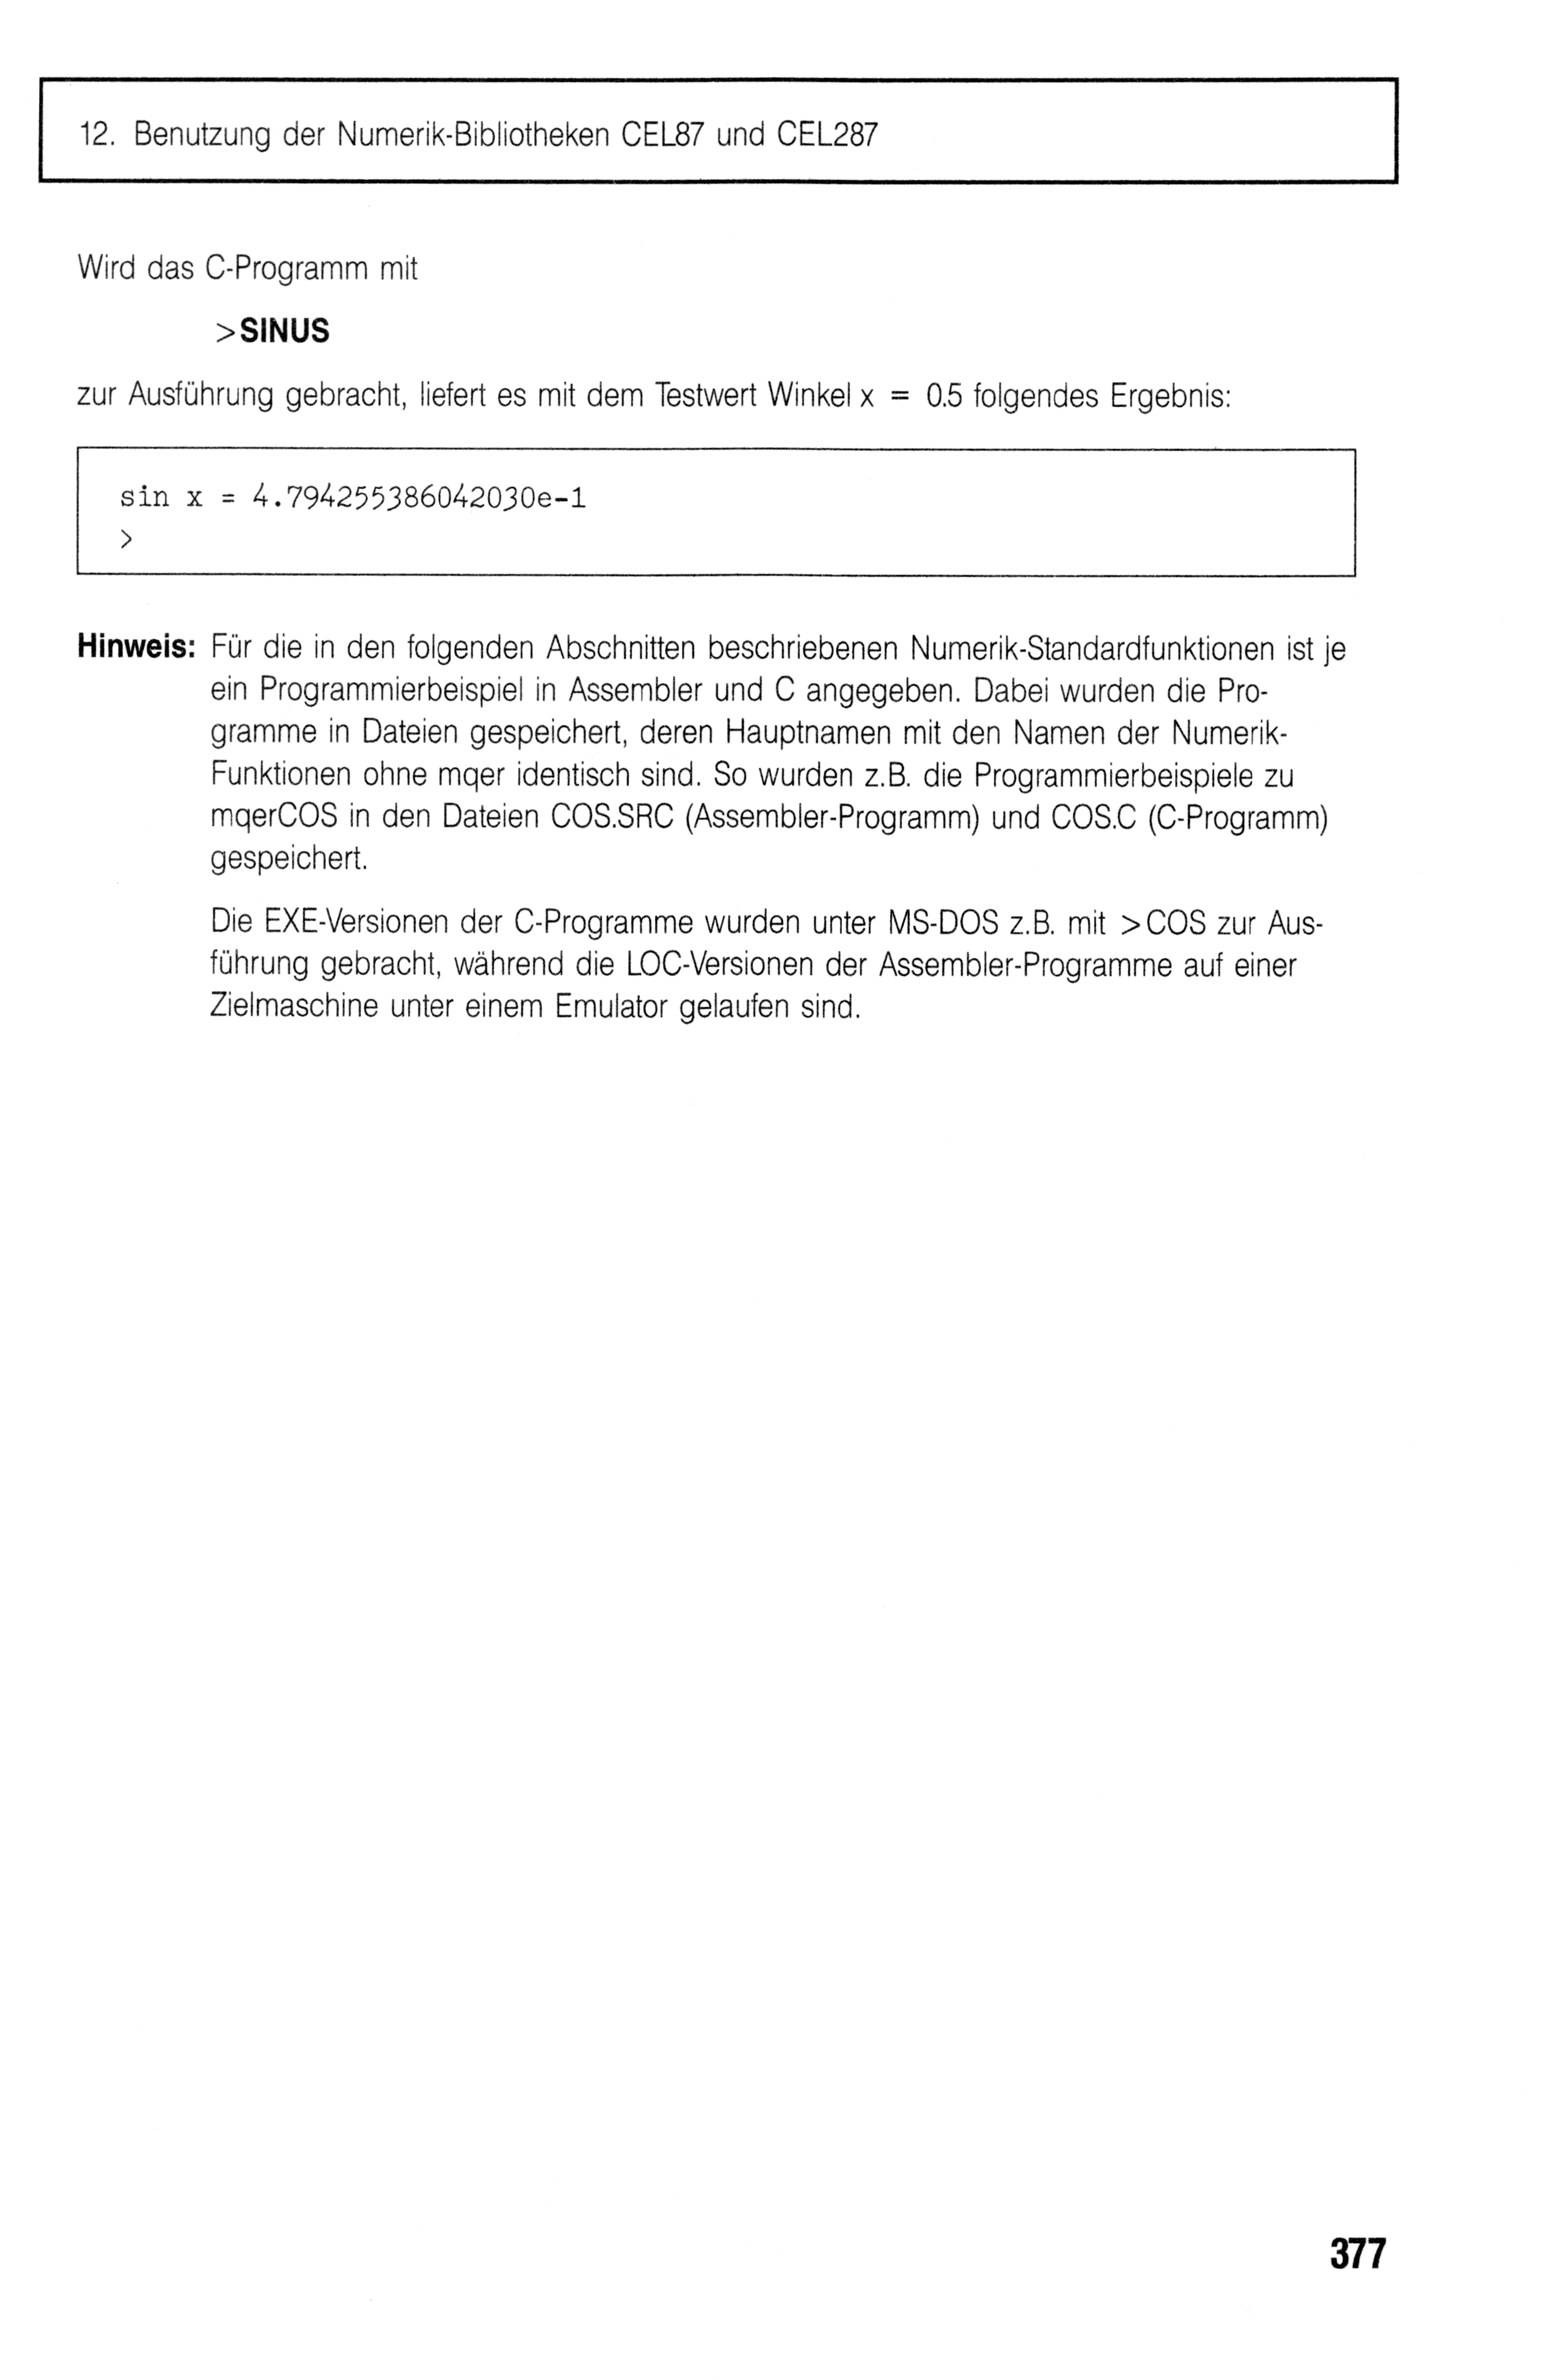 12. Benutzung der Numerik-Bibliotheken CEL87 und CEL287
Wird das C-Programm mit
>SINUS
zur Ausführung gebracht, liefert es mit dem Testwert Winkel x = 0.5 folgendes Ergebnis:
sin x = 4.794255386042030e-1
>
Hinweis: Für die in den folgenden Abschnitten beschriebenen Numerik-Standardfunktionen ist je
ein Programmierbeispiel in Assembler und C angegeben. Dabei wurden die Pro-
gramme in Dateien gespeichert, deren Hauptnamen mit den Namen der Numerik-
Funktionen ohne mqer identisch sind. So wurden z.B. die Programmierbeispiele zu
mqerCOS in den Dateien COS.SRC (Assembler-Programm) und COS.C (C-Programm)
gespeichert.
Die EXE-Versionen der C-Programme wurden unter MS-DOS z.B. mit >COS zur Aus-
führung gebracht, während die LOC-Versionen der Assembler-Programme auf einer
Zielmaschine unter einem Emulator gelaufen sind.
377